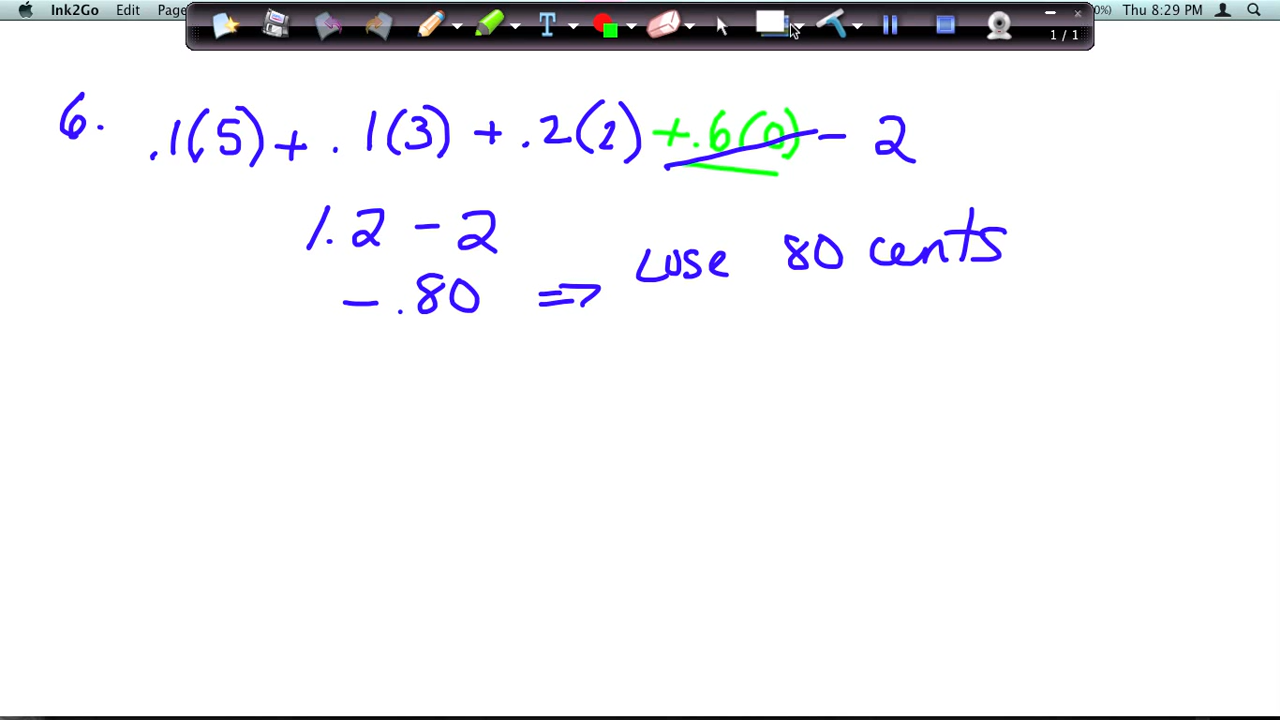 Ink2Go Edit Page 0%) Thu 8:29 PM
T
1 / 1
6. .1(5) + .1(3) + .2(2) + .6(0) - 2
1.2 - 2
- .80 ⇒ Lose 80 cents